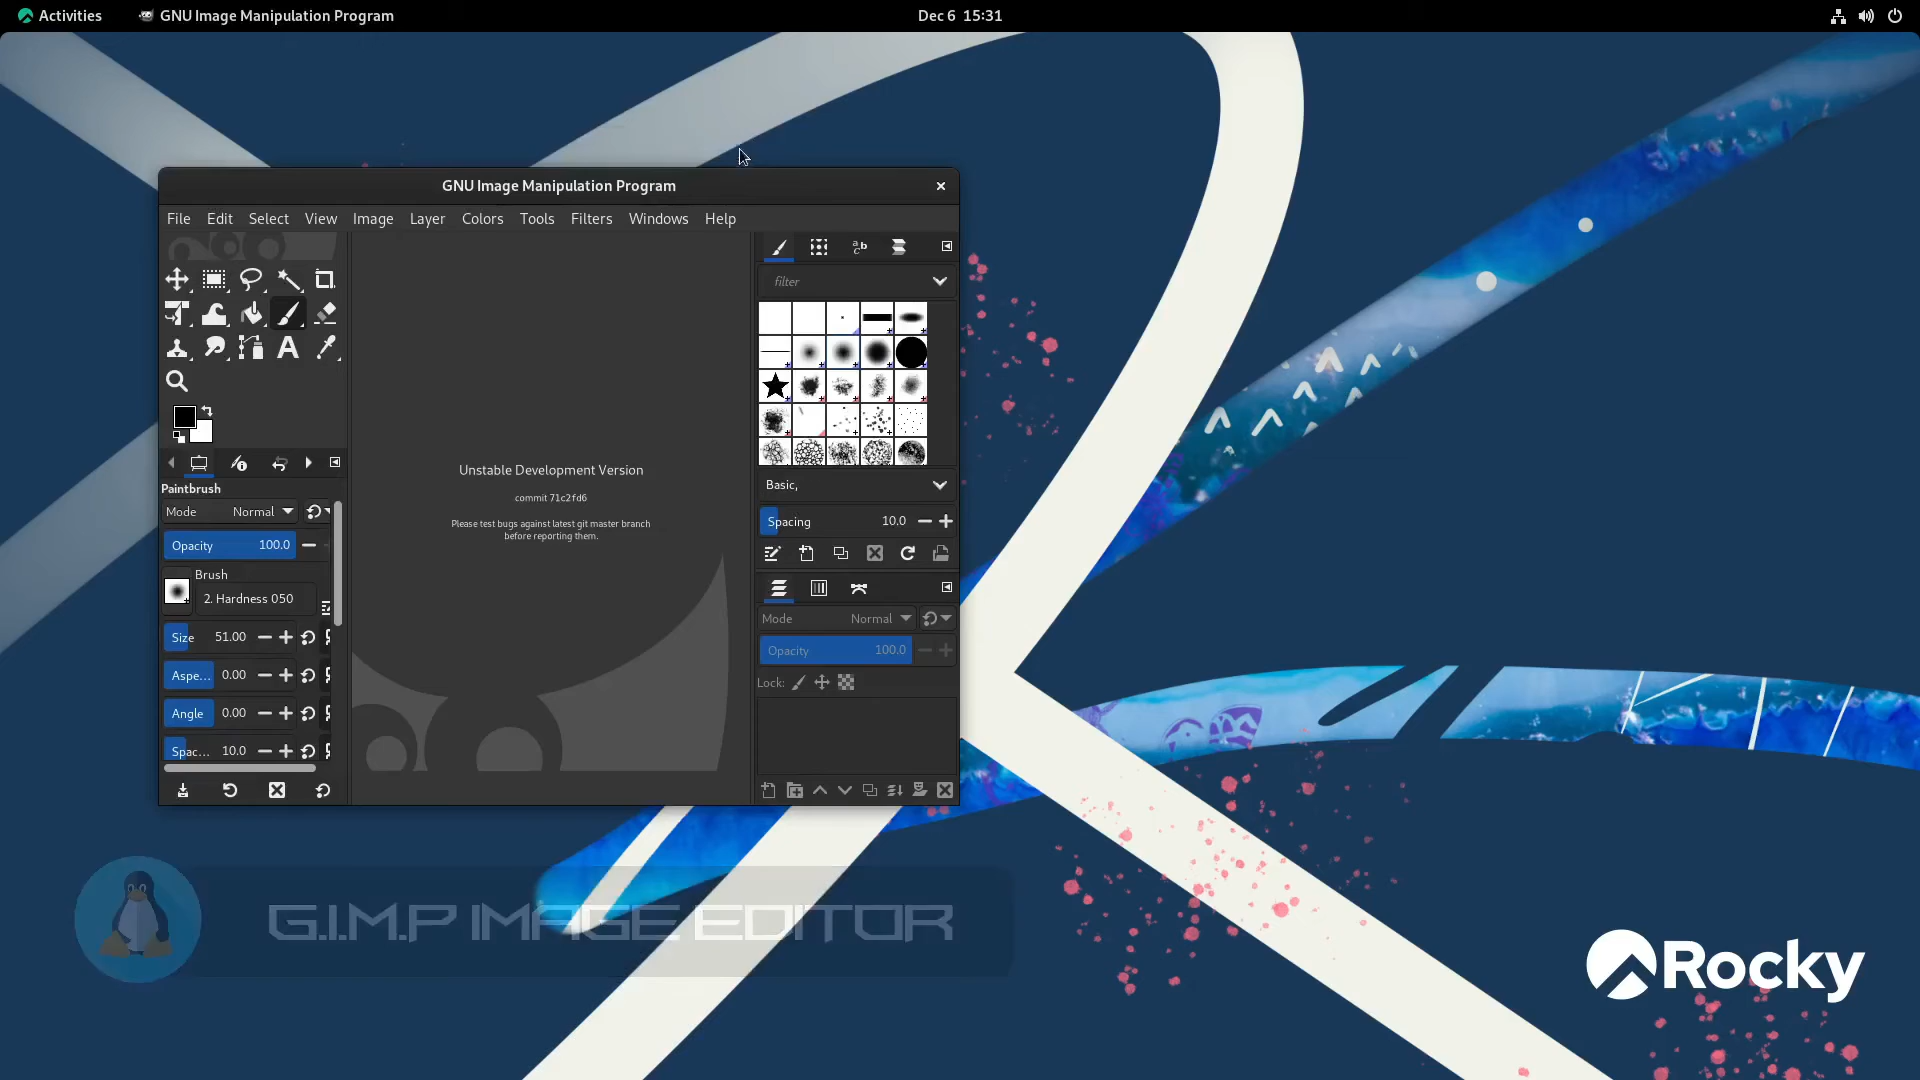 Activities
GNU Image Manipulation Program
Dec 6 15:31
GNU Image Manipulation Program
File Edit Select View Image Layer Colors Tools Filters Windows Help
filter
Paintbrush
Mode Normal
Opacity 100.0
Brush
2. Hardness 050
Size 51.00
Aspe... 0.00
Angle 0.00
Spac... 10.0
Unstable Development Version
commit 71c2fd6
Please test bugs against latest git master branch
before reporting them.
Basic,
Spacing 10.0
Mode Normal
Opacity 100.0
Lock:
G.I.M.P IMAGE EDITOR
Rocky